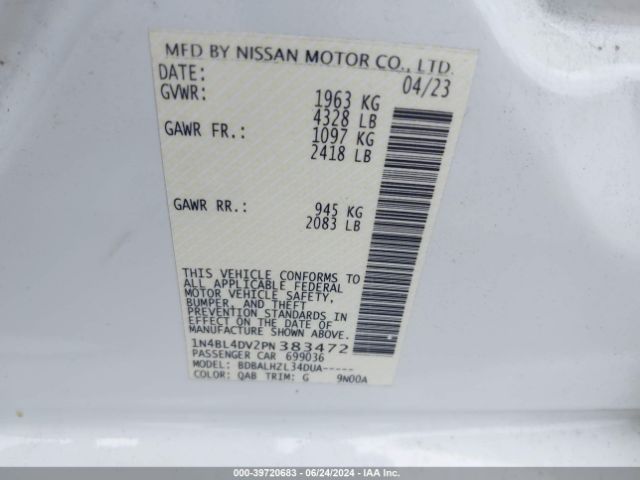 MFD BY NISSAN MOTOR CO., LTD.
DATE: 04/23
GVWR: 1963 KG
4328 LB
GAWR FR.: 1097 KG
2418 LB
GAWR RR.: 945 KG
2083 LB
THIS VEHICLE CONFORMS TO
ALL APPLICABLE FEDERAL
MOTOR VEHICLE SAFETY,
BUMPER, AND THEFT
PREVENTION STANDARDS IN
EFFECT ON THE DATE OF
MANUFACTURE SHOWN ABOVE.
1N4BL4DV2PN383472
PASSENGER CAR 699036
MODEL: BDBALHZL34DUA-----
COLOR: QAB TRIM: G 9N00A
000-39720683 - 06/24/2024 - IAA Inc.